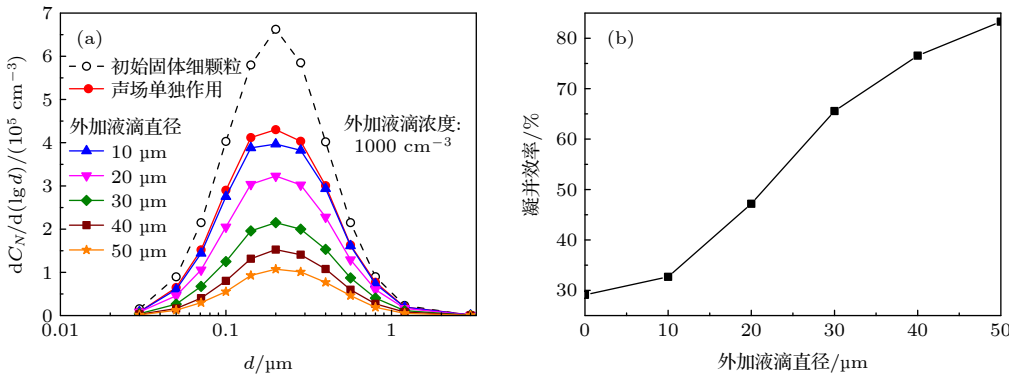 (a)
初始固体细颗粒
声场单独作用
外加液滴直径
10 µm
20 µm
30 µm
40 µm
50 µm
外加液滴浓度:
1000 cm⁻³
dC_N/d(lg d)/(10⁵ cm⁻³)
7
6
5
4
3
2
1
0
0.01
0.1
1
d/µm
(b)
凝并效率/%
80
70
60
50
40
30
0
10
20
30
40
50
外加液滴直径/µm